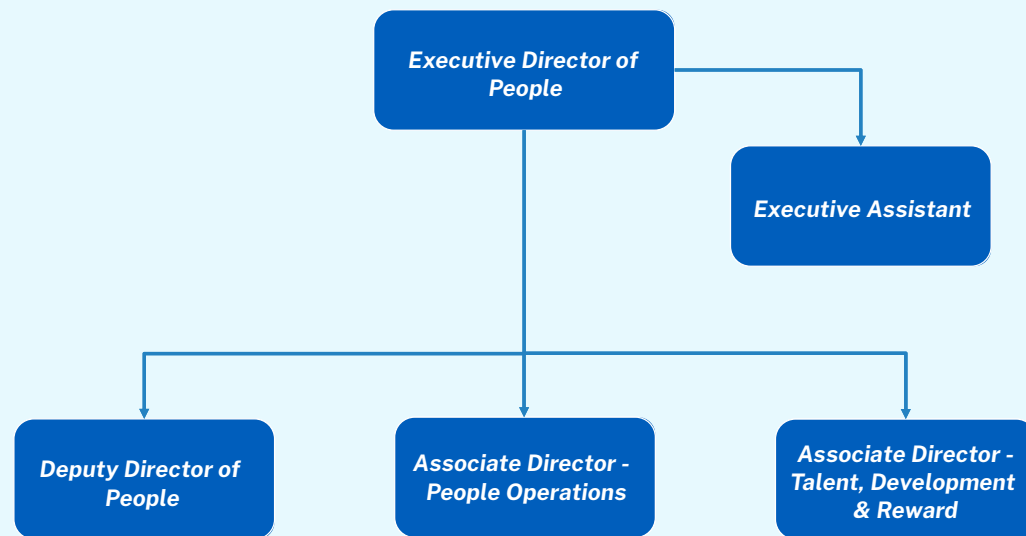 Executive Director of
People
Executive Assistant
Deputy Director of
People
Associate Director -
People Operations
Associate Director -
Talent, Development
& Reward